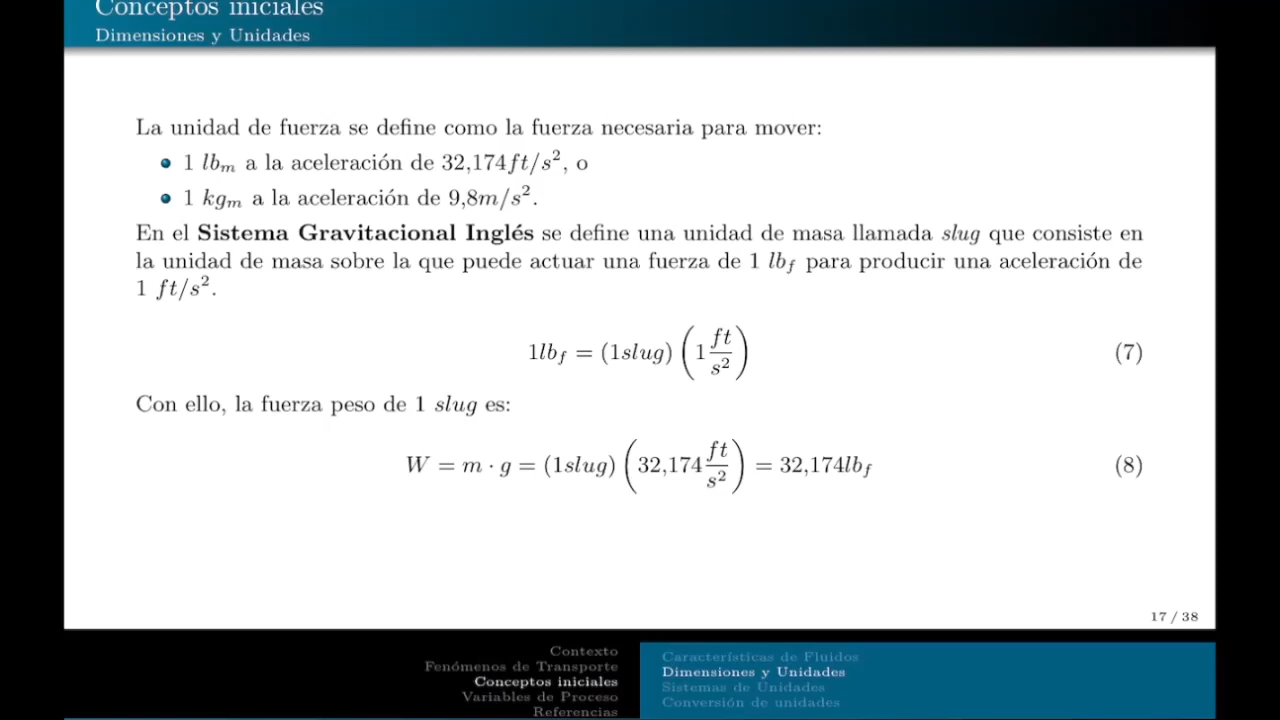 Conceptos iniciales
Dimensiones y Unidades
La unidad de fuerza se define como la fuerza necesaria para mover:
1 lbₘ a la aceleración de 32,174ft/s², o
1 kgₘ a la aceleración de 9,8m/s².
En el Sistema Gravitacional Inglés se define una unidad de masa llamada slug que consiste en
la unidad de masa sobre la que puede actuar una fuerza de 1 lb_f para producir una aceleración de
1 ft/s².
1lb_f = (1slug) (1 ft/s²) (7)
Con ello, la fuerza peso de 1 slug es:
W = m · g = (1slug) (32,174 ft/s²) = 32,174lb_f (8)
17 / 38
Contexto
Fenómenos de Transporte
Conceptos iniciales
Variables de Proceso
Referencias
Características de Fluidos
Dimensiones y Unidades
Sistemas de Unidades
Conversión de unidades